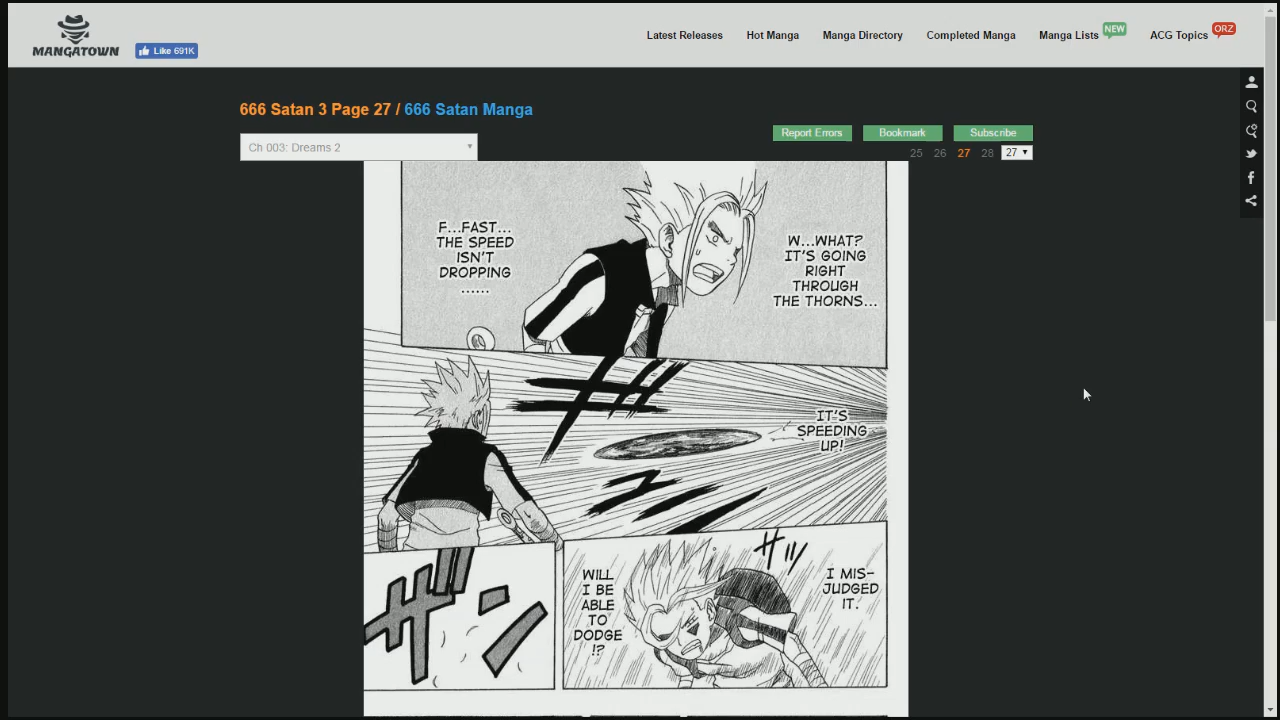 MANGATOWN
Like 691K
Latest Releases
Hot Manga
Manga Directory
Completed Manga
Manga Lists
NEW
ACG Topics
ORZ
666 Satan 3 Page 27 / 666 Satan Manga
Ch 003: Dreams 2
Report Errors
Bookmark
Subscribe
25 26 27 28 27
W...WHAT?
IT'S GOING
RIGHT
THROUGH
THE THORNS...
F...FAST...
THE SPEED
ISN'T
DROPPING
......
IT'S
SPEEDING
UP!
I MIS-
JUDGED
IT.
WILL
I BE
ABLE
TO
DODGE
!?
ザン